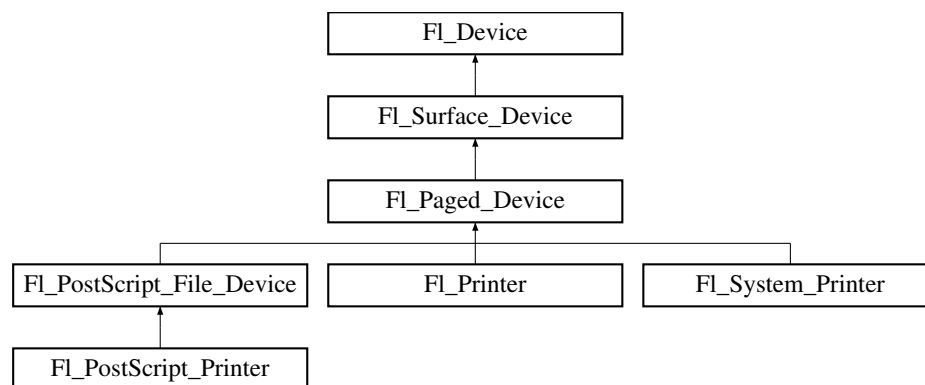 Fl_Device
Fl_Surface_Device
Fl_Paged_Device
Fl_PostScript_File_Device
Fl_Printer
Fl_System_Printer
Fl_PostScript_Printer